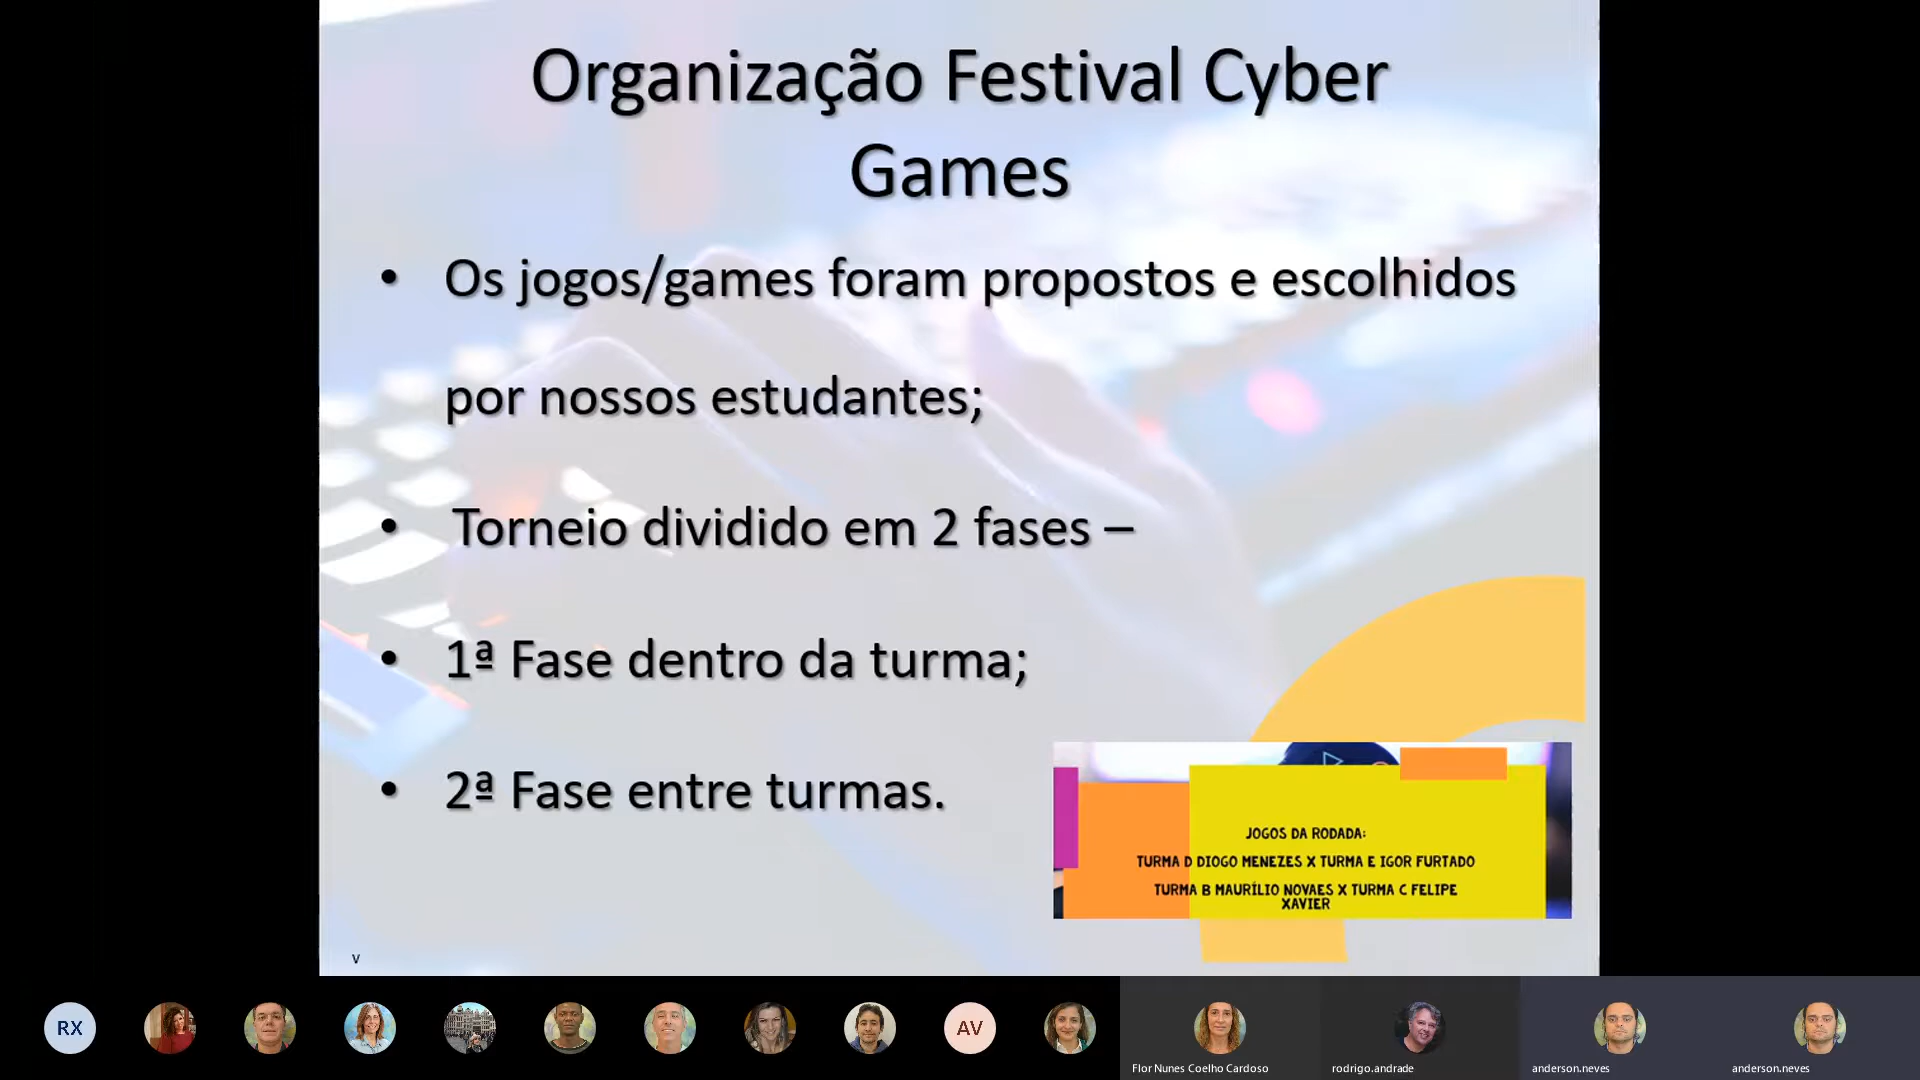 Organização Festival Cyber
Games
• Os jogos/games foram propostos e escolhidos
por nossos estudantes;
• Torneio dividido em 2 fases –
• 1ª Fase dentro da turma;
• 2ª Fase entre turmas.
JOGOS DA RODADA:
TURMA D DIOGO MENEZES X TURMA E IGOR FURTADO
TURMA B MAURÍLIO NOVAES X TURMA C FELIPE
XAVIER
v
RX
AV
Flor Nunes Coelho Cardoso
rodrigo.andrade
anderson.neves
anderson.neves